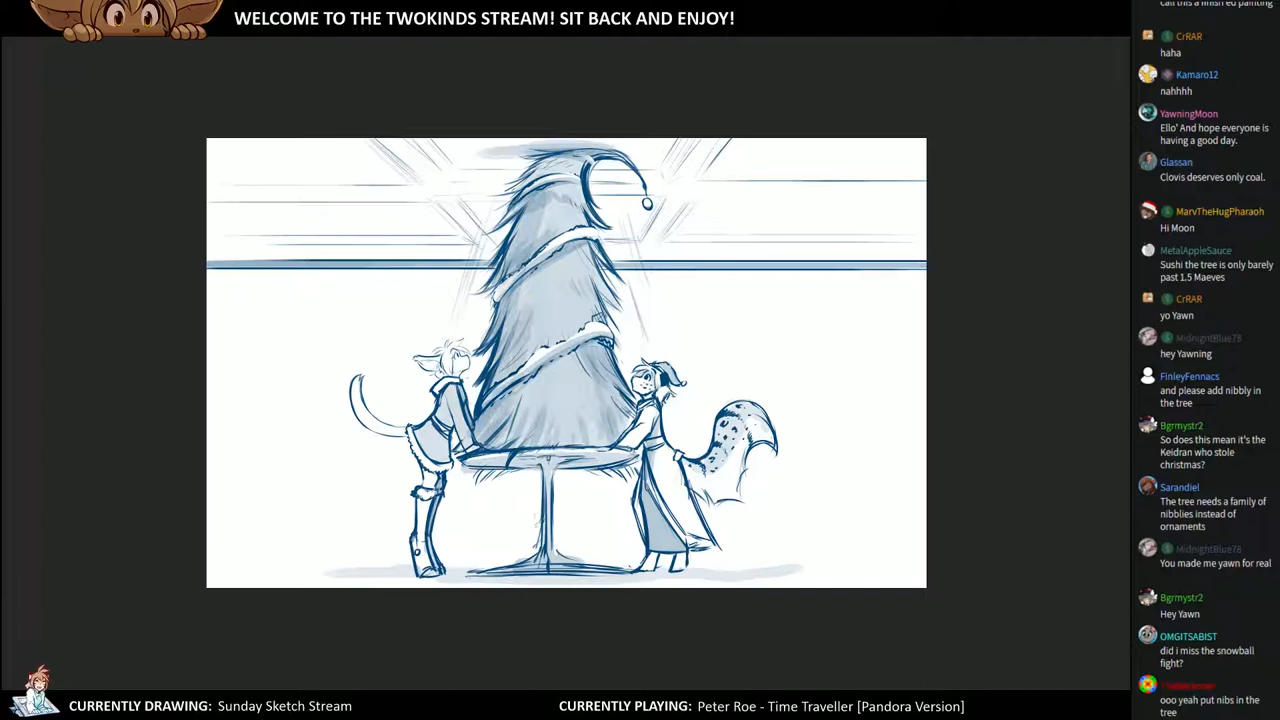 WELCOME TO THE TWOKINDS STREAM! SIT BACK AND ENJOY!
CrRAR
haha
Kamaro12
nahhhh
YawningMoon
Ello' And hope everyone is
having a good day.
Glassan
Clovis deserves only coal.
MarvTheHugPharaoh
Hi Moon
MetalAppleSauce
Sushi the tree is only barely
past 1.5 Maeves
CrRAR
yo Yawn
MidnightBlue78
hey Yawning
FinleyFennacs
and please add nibbly in
the tree
Bgrmystr2
So does this mean it's the
Keidran who stole
christmas?
Sarandiel
The tree needs a family of
nibblies instead of
ornaments
MidnightBlue78
You made me yawn for real
Bgrmystr2
Hey Yawn
OMGITSABIST
did i miss the snowball
fight?
ooo yeah put nibs in the
tree
CURRENTLY DRAWING: Sunday Sketch Stream
CURRENTLY PLAYING: Peter Roe - Time Traveller [Pandora Version]